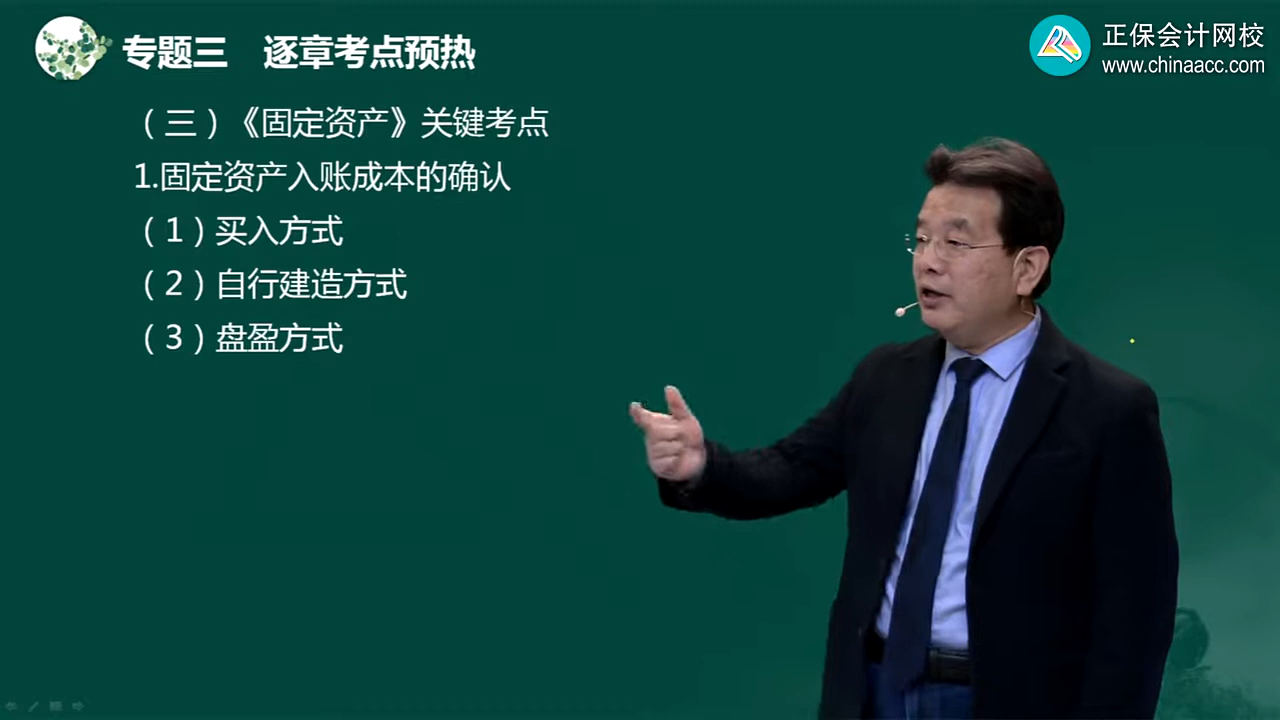 专题三 逐章考点预热
正保会计网校
www.chinaacc.com
（三）《固定资产》关键考点
1.固定资产入账成本的确认
（1）买入方式
（2）自行建造方式
（3）盘盈方式